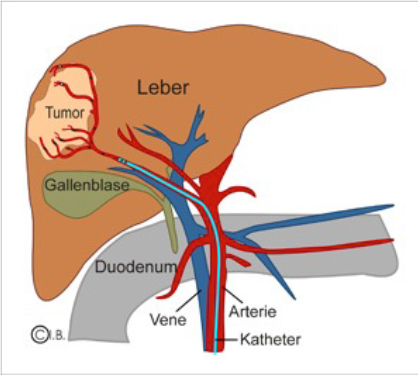 Leber
Tumor
Gallenblase
Duodenum
Vene
Arterie
Katheter
©I.B.